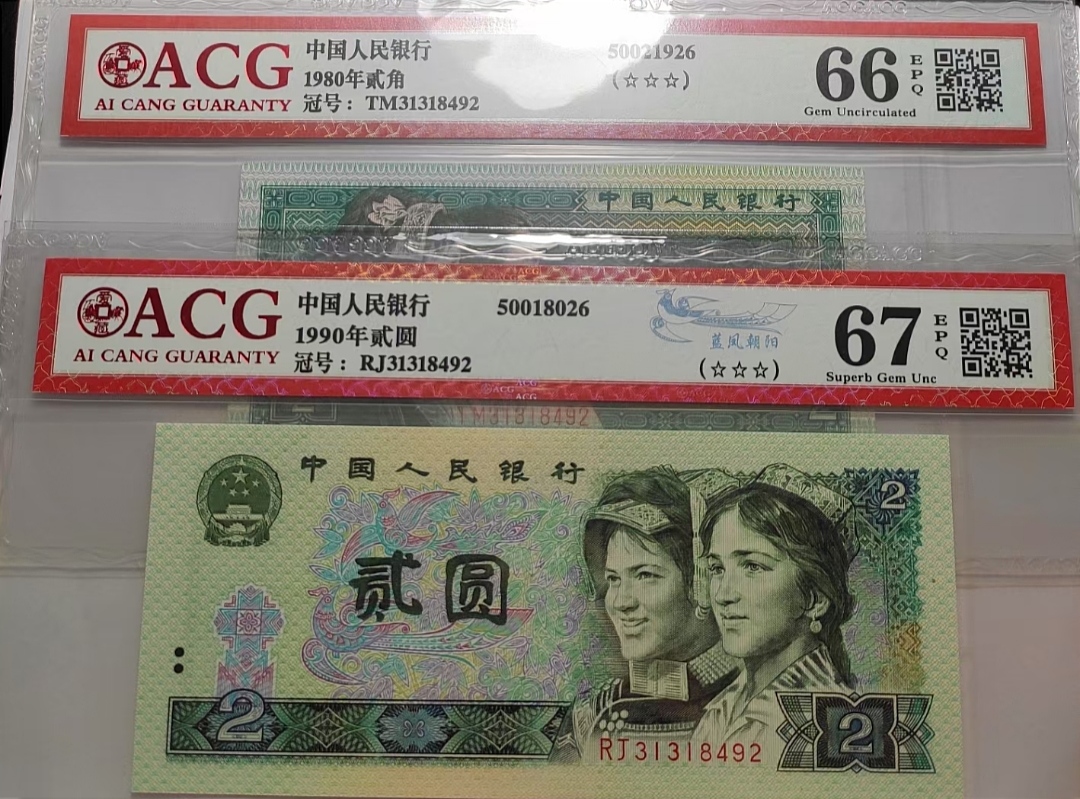 ACG
AI CANG GUARANTY
中国人民银行
1980年贰角
冠号：TM31318492
50021926
(☆☆☆)
66
EPQ
Gem Uncirculated
中国人民银行
ACG
AI CANG GUARANTY
中国人民银行
1990年贰圆
冠号：RJ31318492
50018026
蓝凤朝阳
(☆☆☆)
67
EPQ
Superb Gem Unc
2
TM31318492
2
中国人民银行
2
贰圆
2
RJ31318492
2